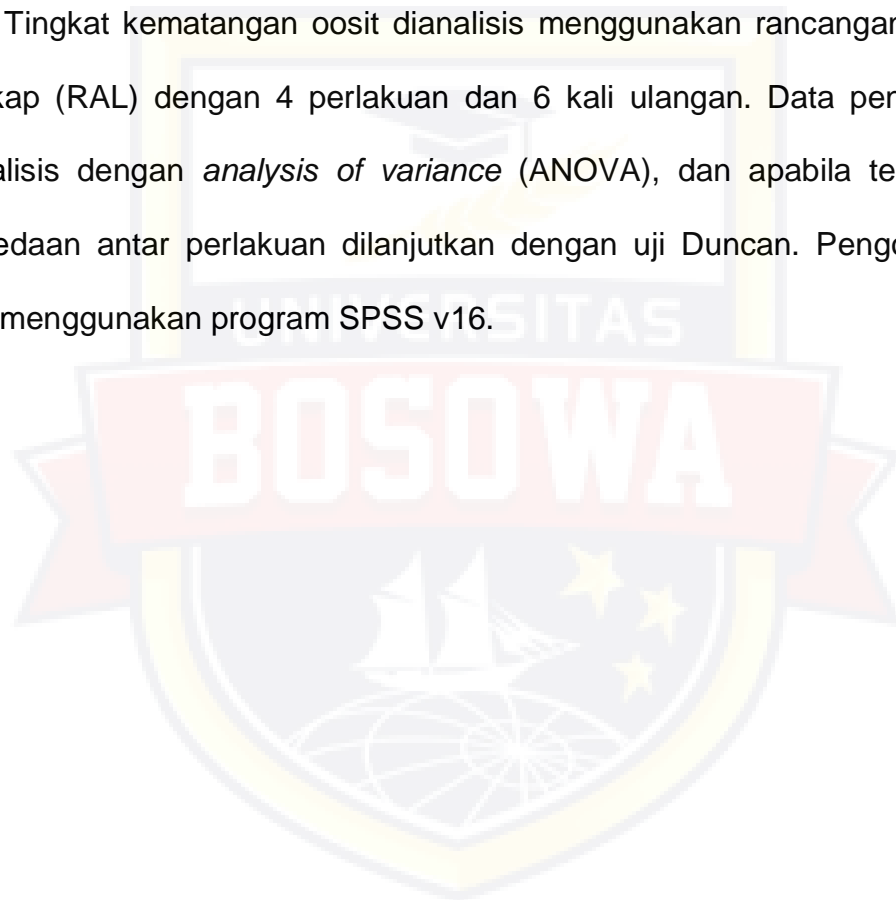 Tingkat kematangan oosit dianalisis menggunakan rancangan
kap (RAL) dengan 4 perlakuan dan 6 kali ulangan. Data pen
alisis dengan analysis of variance (ANOVA), dan apabila te
edaan antar perlakuan dilanjutkan dengan uji Duncan. Pengo
menggunakan program SPSS v16.
UNIVERSITAS
BOSOWA